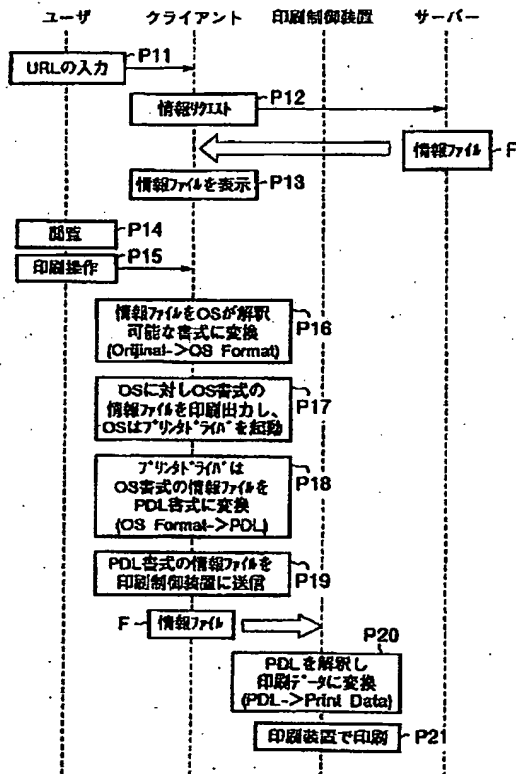 ユーザ クライアント 印刷制御装置 サーバー
URLの入力 P11
情報リクエスト P12
情報ファイル F
情報ファイルを表示 P13
閲覧 P14
印刷操作 P15
情報ファイルをOSが解釈
可能な書式に変換
(Original->OS Format)
P16
OSに対しOS書式の
情報ファイルを印刷出力し、
OSはプリンタドライバを起動
P17
プリンタドライバは
OS書式の情報ファイルを
PDL書式に変換
(OS Format->PDL)
P18
PDL書式の情報ファイルを
印刷制御装置に送信
P19
F 情報ファイル
P20
PDLを解釈し
印刷データに変換
(PDL->Print Data)
印刷装置で印刷 P21